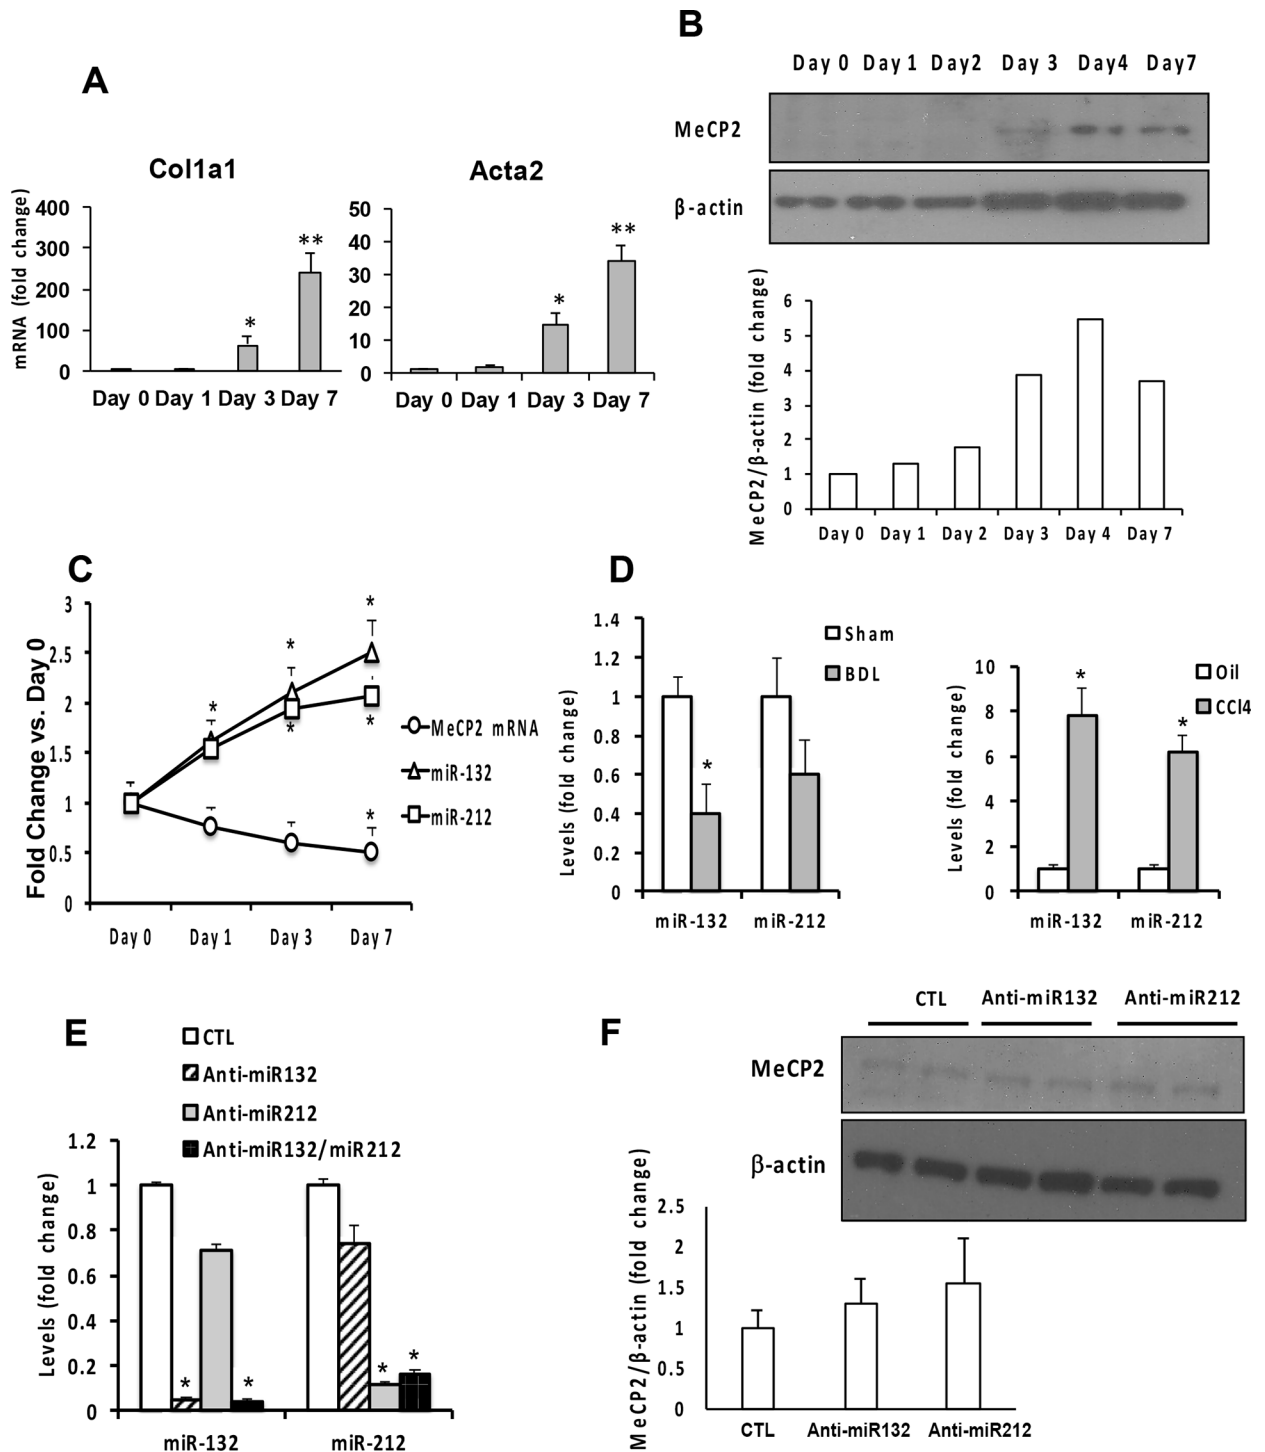 A
Col1a1
Acta2
mRNA (fold change)
400
300
200
100
0
*
**
Day 0 Day 1 Day 3 Day 7
50
40
30
20
10
0
*
**
Day 0 Day 1 Day 3 Day 7
B
Day 0 Day 1 Day2 Day 3 Day4 Day7
MeCP2
β-actin
MeCP2/β-actin (fold change)
6
5
4
3
2
1
0
Day 0 Day 1 Day 2 Day 3 Day 4 Day 7
C
Fold Change vs. Day 0
3
2.5
2
1.5
1
0.5
0
*
*
*
*
*
*
Day 0 Day 1 Day 3 Day 7
MeCP2 mRNA
miR-132
miR-212
D
Levels (fold change)
1.4
1.2
1
0.8
0.6
0.4
0.2
0
*
Sham
BDL
miR-132 miR-212
Levels (fold change)
10
8
6
4
2
0
*
*
Oil
CCl4
miR-132 miR-212
E
CTL
Anti-miR132
Anti-miR212
Anti-miR132/miR212
Levels (fold change)
1.2
1
0.8
0.6
0.4
0.2
0
* * * *
miR-132 miR-212
F
CTL Anti-miR132 Anti-miR212
MeCP2
β-actin
MeCP2/β-actin (fold change)
2.5
2
1.5
1
0.5
0
CTL Anti-miR132 Anti-miR212